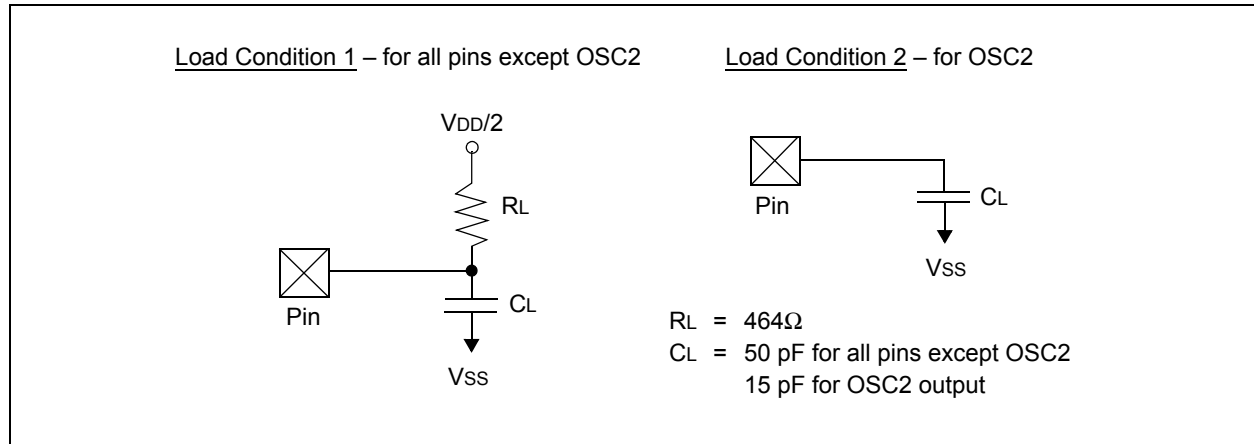 Load Condition 1 – for all pins except OSC2
VDD/2
RL
Pin
CL
VSS
Load Condition 2 – for OSC2
Pin
CL
VSS
RL = 464Ω
CL = 50 pF for all pins except OSC2
15 pF for OSC2 output